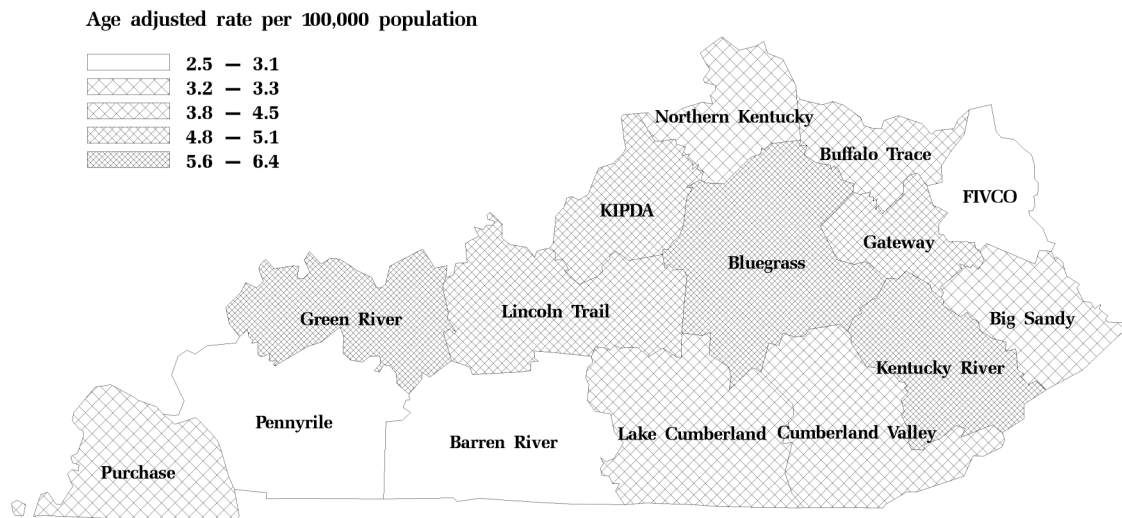 Age adjusted rate per 100,000 population
2.5 — 3.1
3.2 — 3.3
3.8 — 4.5
4.8 — 5.1
5.6 — 6.4
Northern Kentucky
Buffalo Trace
FIVCO
KIPDA
Gateway
Bluegrass
Lincoln Trail
Green River
Big Sandy
Kentucky River
Pennyrile
Barren River
Lake Cumberland
Cumberland Valley
Purchase